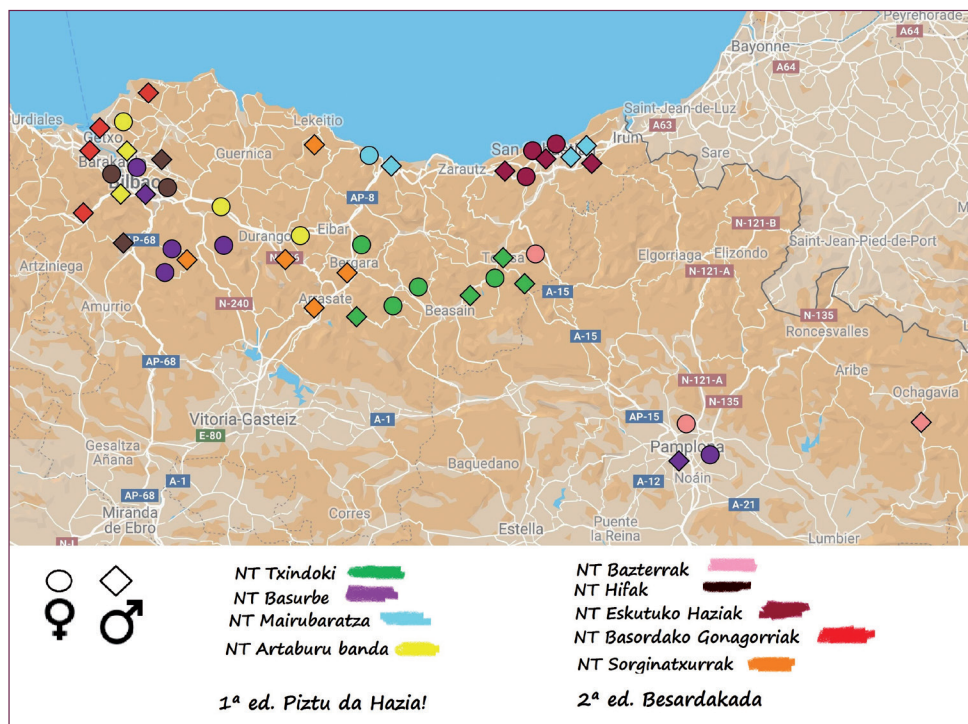 Peyrehorade
A64
Bayonne
A64
Urdiales
Lekeitio
Saint-Jean-de-Luz
A63
Irun
Getxo
San
Sare
Baraka
Guernica
Zarautz
Bilbao
AP-8
N-121-B
Durango
Eibar
AP-68
Saint-Jean-Pied-de-Port
Artziniega
Bergara
Elgorriaga
Elizondo
N-121-A
A-15
Amurrio
N-240
Arrasate
Beasain
N-135
Roncesvalles
A-15
AP-68
N-121-A
Aribe
Ochagavía
N-135
Vitoria-Gasteiz
A-1
AP-15
E-80
Pamplona
Gesaltza
Añana
Baquedano
A-12
Noáin
A-1
AP-68
A-21
Miranda
de Ebro
Corres
Estella
Puente
la Reina
Lumbier
N-I
NT Txindoki
NT Basurbe
NT Mairubaratza
NT Artaburu banda
1ª ed. Piztu da Hazia!
NT Bazterrak
NT Hifak
NT Eskutuko Haziak
NT Basordako Gonagorriak
NT Sorginatxurrak
2ª ed. Besardakada